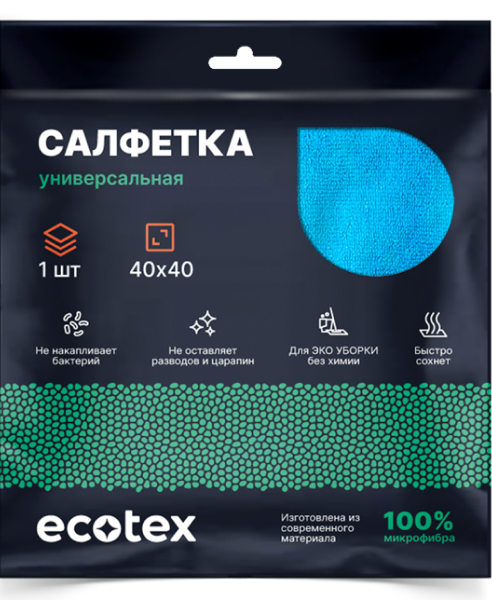 САЛФЕТКА
универсальная
1 шт
40x40
Не накапливает
бактерий
Не оставляет
разводов и царапин
Для ЭКО УБОРКИ
без химии
Быстро
сохнет
ecotex
Изготовлена из
современного
материала
100%
микрофибра